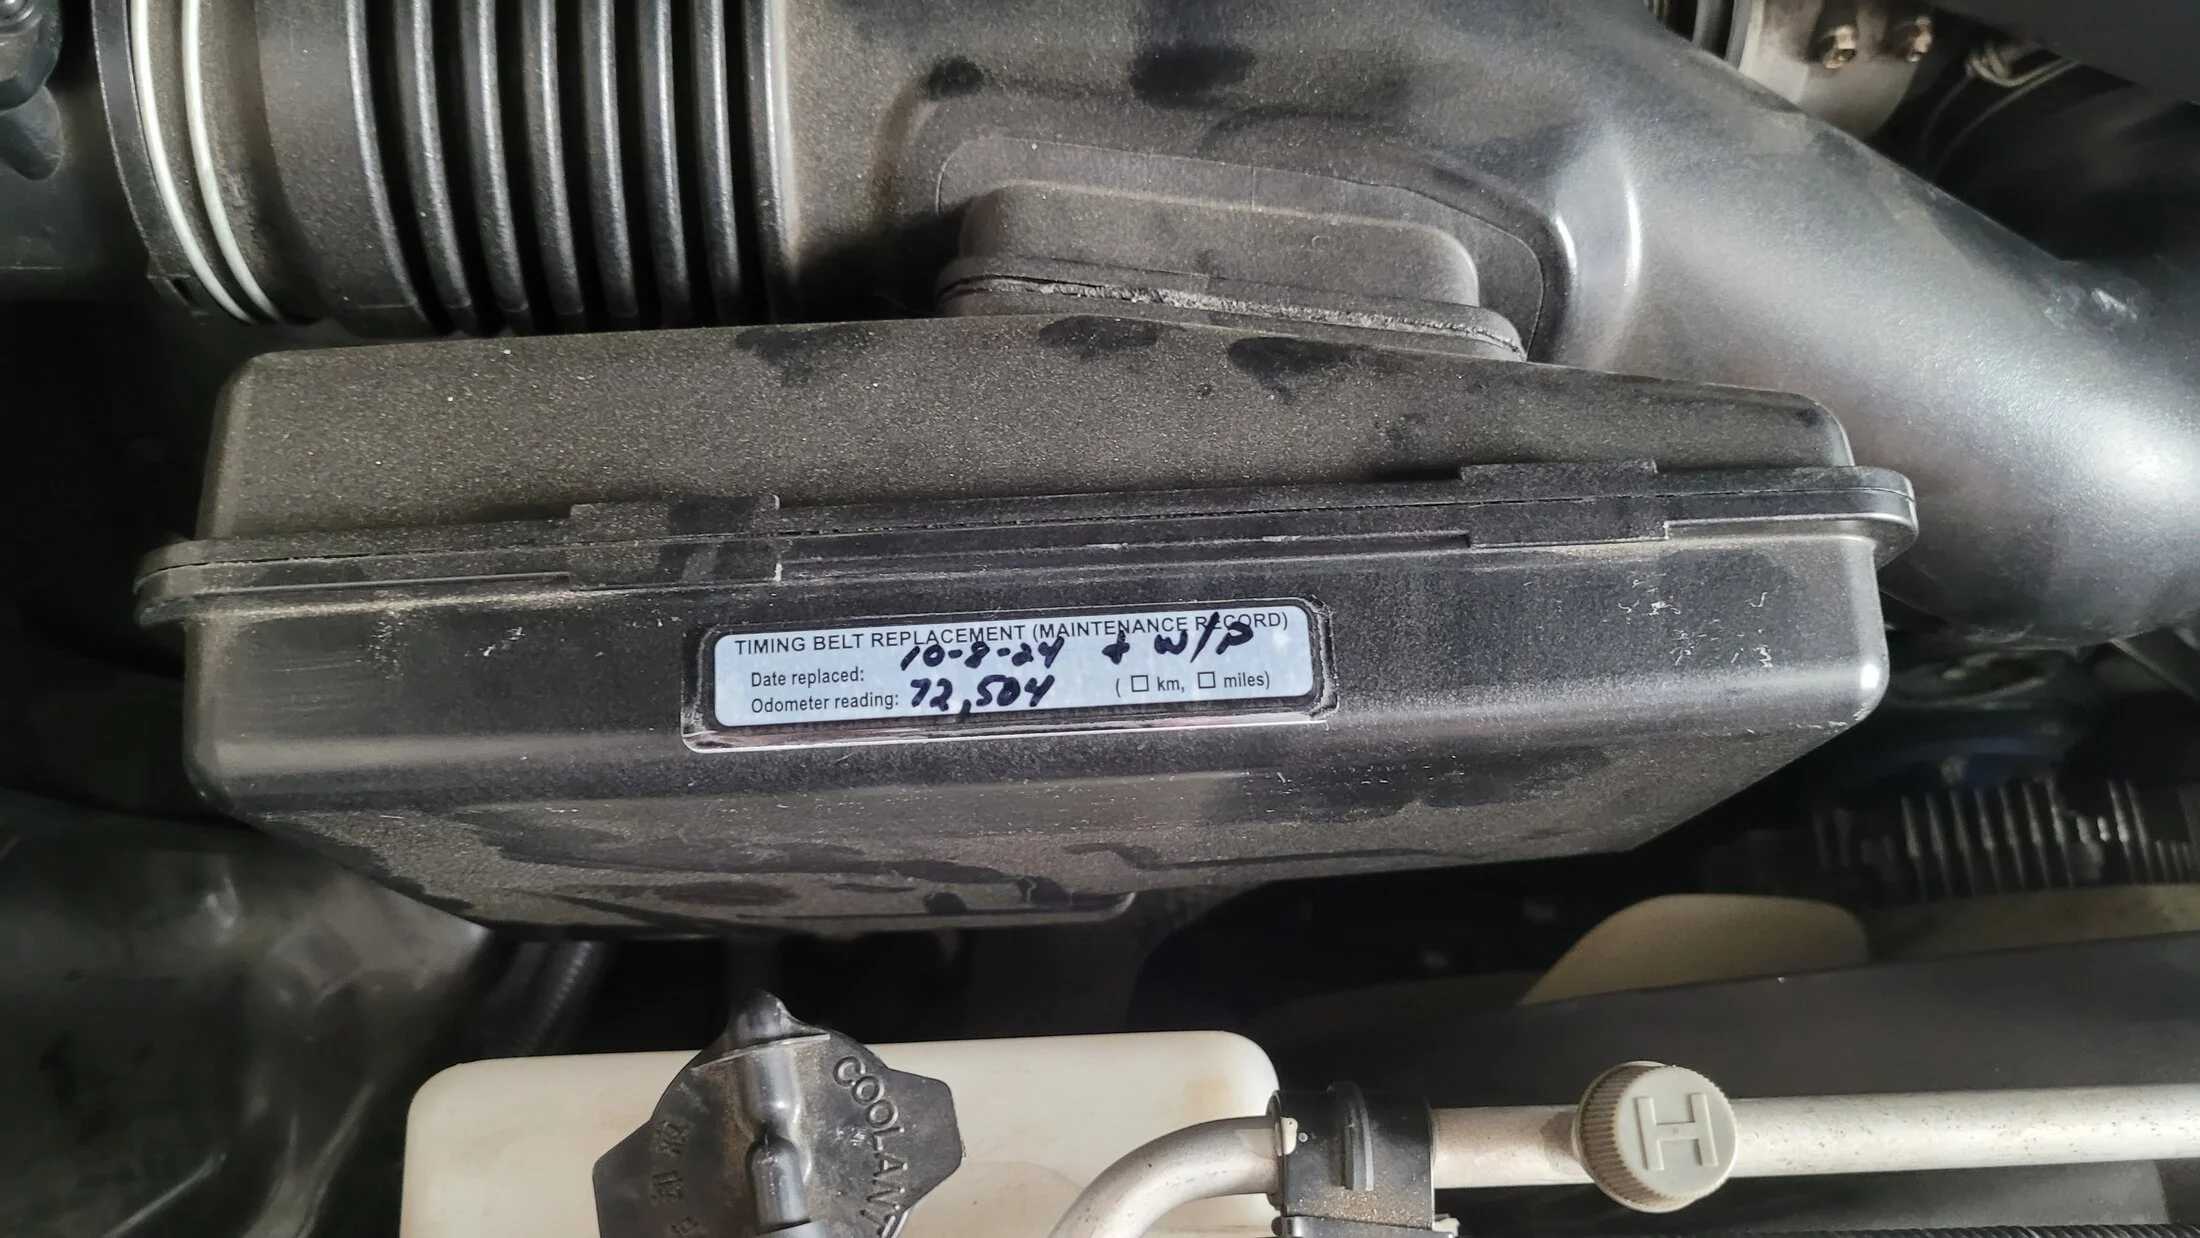 TIMING BELT REPLACEMENT (MAINTENANCE RECORD)
Date replaced: 10-8-24 + W/P
Odometer reading: 72,504 ( ☐ km, ☐ miles)
COOLANT
H